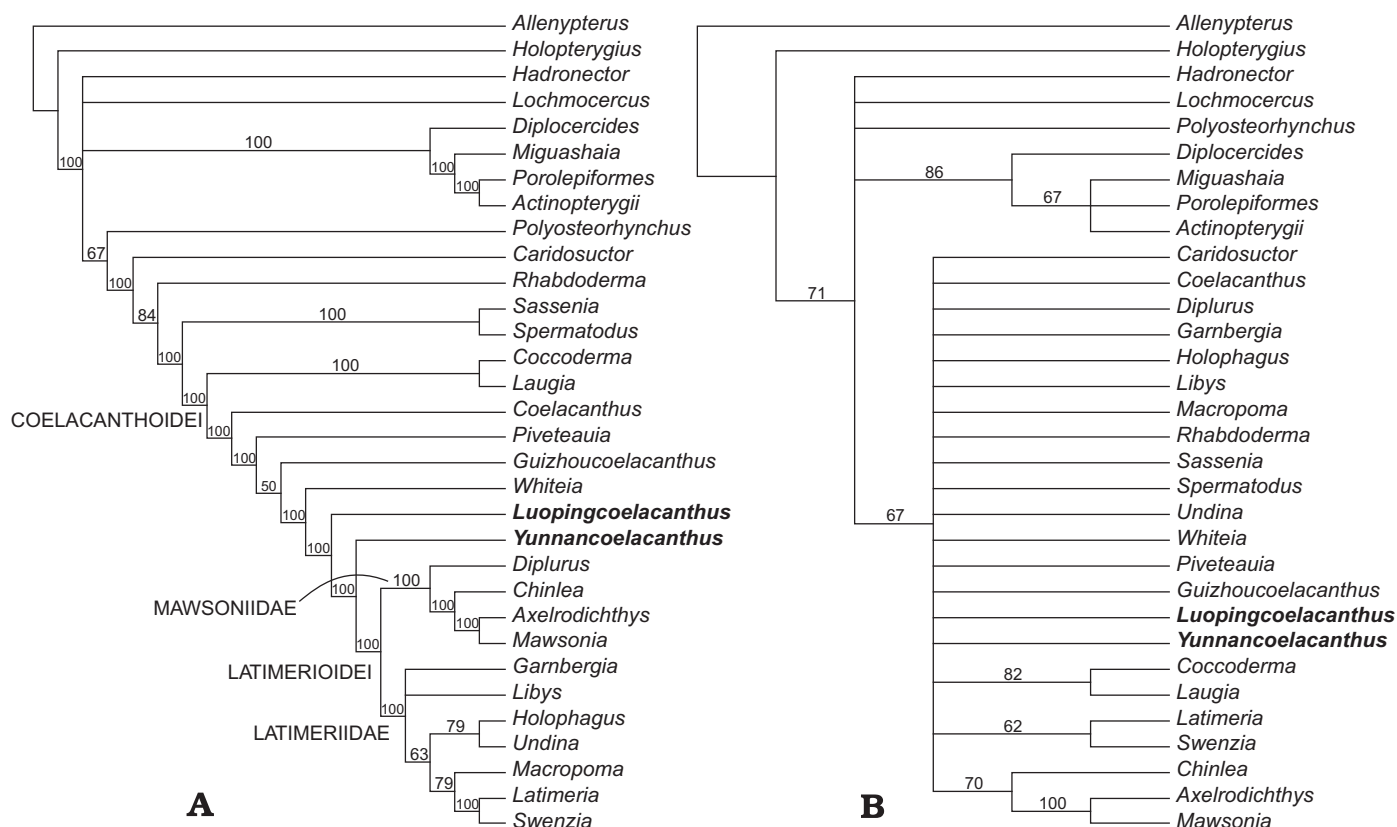 Allenypterus
Holopterygius
Hadronector
Lochmocercus
Diplocercides
100
Miguashaia
100
100
Porolepiformes
100
Actinopterygii
Polyosteorhynchus
67
Caridosuctor
100
Rhabdoderma
84
Sassenia
100
Spermatodus
100
Coccoderma
100
Laugia
100
COELACANTHOIDEI
Coelacanthus
100
Piveteauia
100
Guizhoucoelacanthus
50
Whiteia
100
Luopingcoelacanthus
100
Yunnancoelacanthus
100
Diplurus
100
MAWSONIIDAE
Chinlea
100
Axelrodichthys
100
Mawsonia
100
LATIMERIOIDEI
Garnbergia
Libys
100
LATIMERIIDAE
Holophagus
79
Undina
63
Macropoma
79
Latimeria
100
Swenzia
A
Allenypterus
Holopterygius
Hadronector
Lochmocercus
Polyosteorhynchus
Diplocercides
86
Miguashaia
67
Porolepiformes
Actinopterygii
71
Caridosuctor
Coelacanthus
Diplurus
Garnbergia
Holophagus
Libys
Macropoma
Rhabdoderma
Sassenia
Spermatodus
Undina
67
Whiteia
Piveteauia
Guizhoucoelacanthus
Luopingcoelacanthus
Yunnancoelacanthus
Coccoderma
82
Laugia
Latimeria
62
Swenzia
Chinlea
70
Axelrodichthys
100
Mawsonia
B